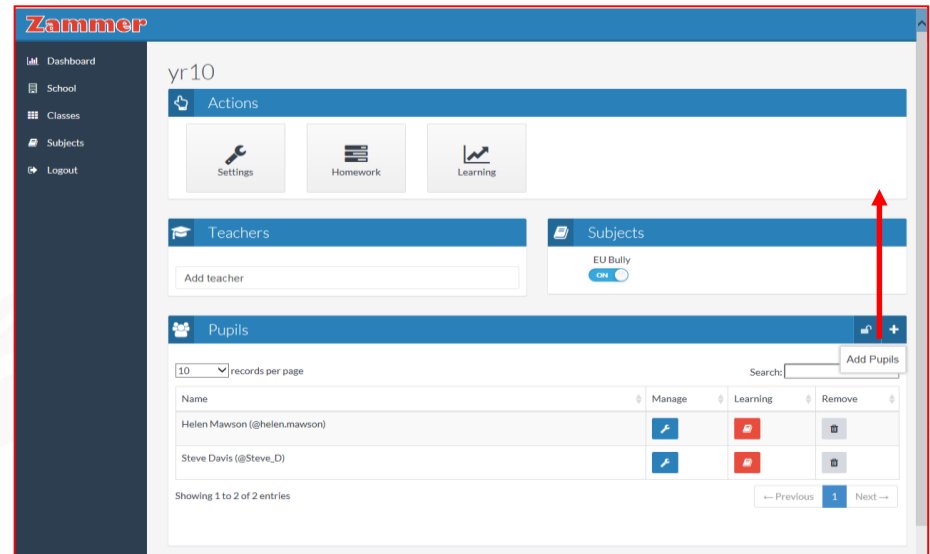 Zammer
Dashboard
School
Classes
Subjects
Logout
yr10
Actions
Settings
Homework
Learning
Teachers
Add teacher
Subjects
EU Bully
ON
Pupils
Add Pupils
10 records per page
Search:
Name Manage Learning Remove
Helen Mawson (@helen.mawson)
Steve Davis (@Steve_D)
Showing 1 to 2 of 2 entries
← Previous 1 Next →